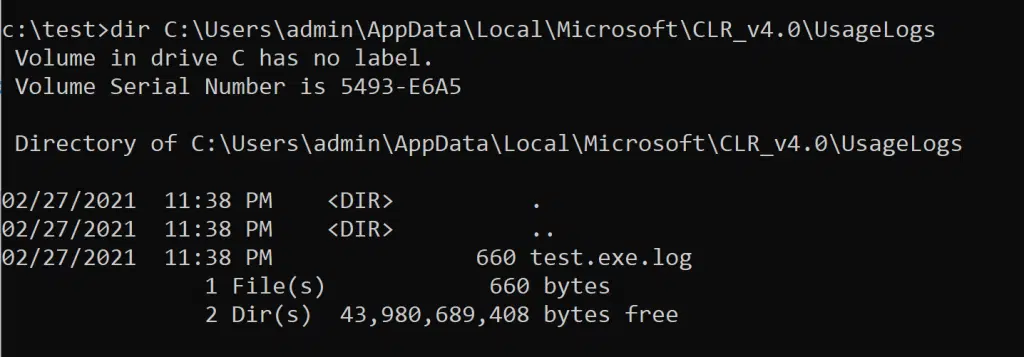 c:\test>dir C:\Users\admin\AppData\Local\Microsoft\CLR_v4.0\UsageLogs
 Volume in drive C has no label.
 Volume Serial Number is 5493-E6A5

 Directory of C:\Users\admin\AppData\Local\Microsoft\CLR_v4.0\UsageLogs

02/27/2021  11:38 PM    <DIR>          .
02/27/2021  11:38 PM    <DIR>          ..
02/27/2021  11:38 PM               660 test.exe.log
               1 File(s)            660 bytes
               2 Dir(s)  43,980,689,408 bytes free